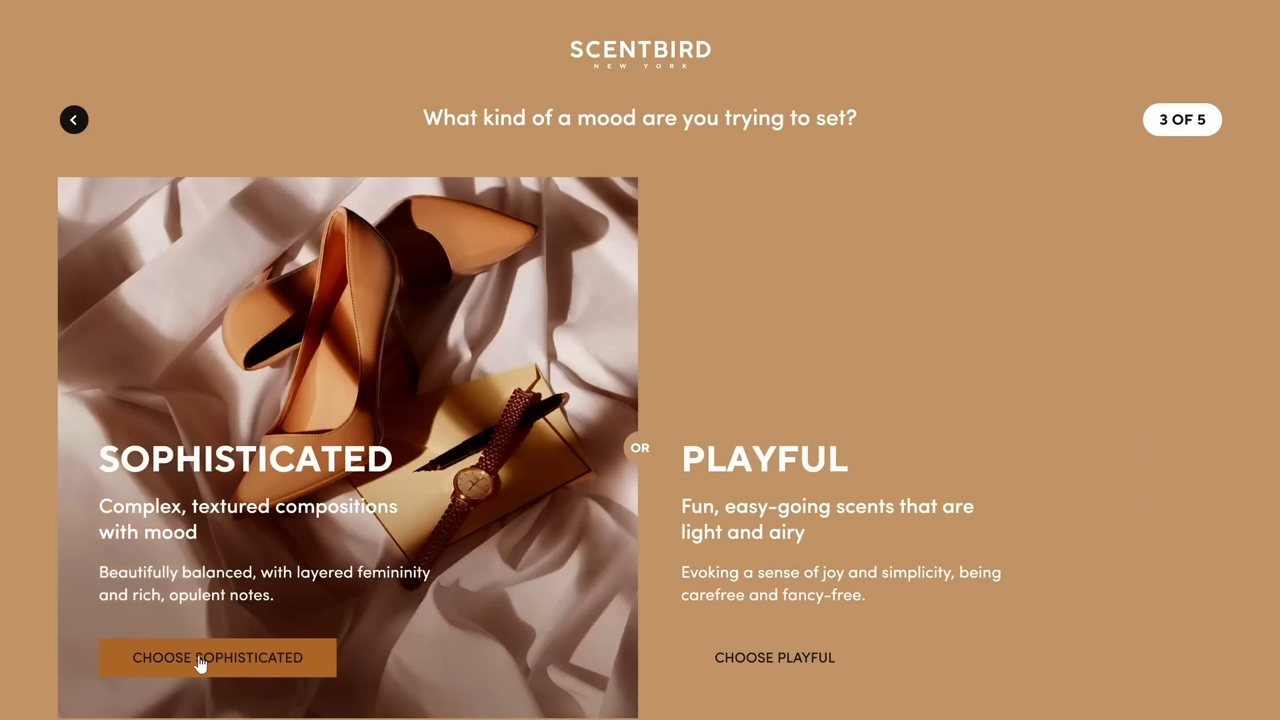 SCENTBIRD
NEW YORK
What kind of a mood are you trying to set?
3 OF 5
SOPHISTICATED
Complex, textured compositions
with mood
Beautifully balanced, with layered femininity
and rich, opulent notes.
CHOOSE SOPHISTICATED
OR
PLAYFUL
Fun, easy-going scents that are
light and airy
Evoking a sense of joy and simplicity, being
carefree and fancy-free.
CHOOSE PLAYFUL